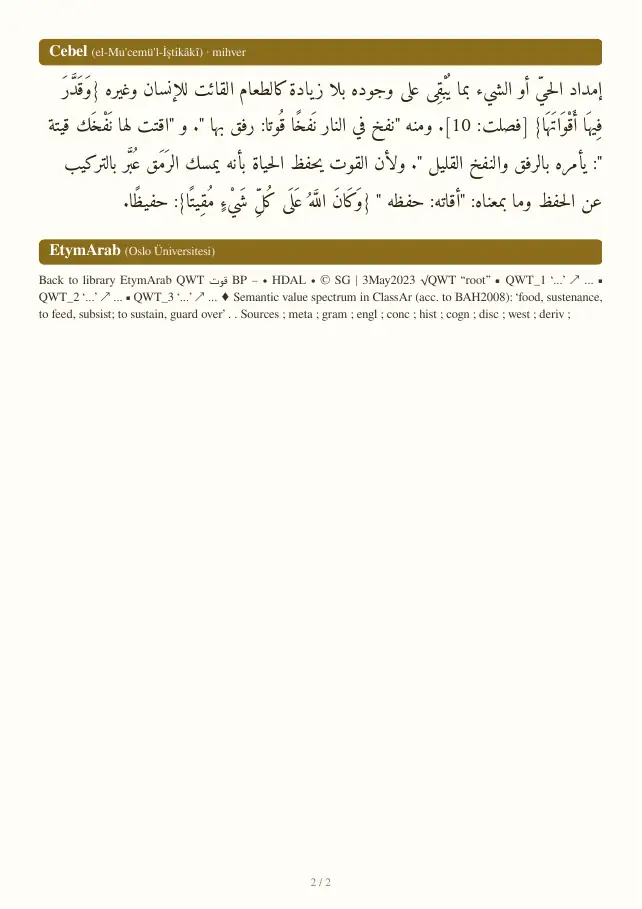 Cebel (el-Mu'cemü'l-İştikâkî) · mihver
إمداد الحيّ أو الشيء بما يُبْقِى على وجوده بلا زيادة كالطعام القائت للإنسان وغيره {وَقَدَّرَ
فِيهَا أَقْوَاتَهَا} [فصلت: 10]. ومنه "نفخ في النار نَفخًا قُوتا: رفق بها ". و "اقتت لها نَفْخَك قيتة
": يأمره بالرفق والنفخ القليل ". ولأن القوت يحفظ الحياة بأنه يمسك الرَمَق عُبَّر بالتركيب
عن الحفظ وما بمعناه: "أقاته: حفظه " {وَكَانَ اللَّهُ عَلَى كُلِّ شَيْءٍ مُقِيتًا}: حفيظًا.
EtymArab (Oslo Üniversitesi)
Back to library EtymArab QWT قوت BP – • HDAL • © SG | 3May2023 √QWT “root” ▪ QWT_1 ‘...’ ↗ ... ▪
QWT_2 ‘...’ ↗ ... ▪ QWT_3 ‘...’ ↗ ... ♦ Semantic value spectrum in ClassAr (acc. to BAH2008): ‘food, sustenance,
to feed, subsist; to sustain, guard over’ . . Sources ; meta ; gram ; engl ; conc ; hist ; cogn ; disc ; west ; deriv ;
2 / 2